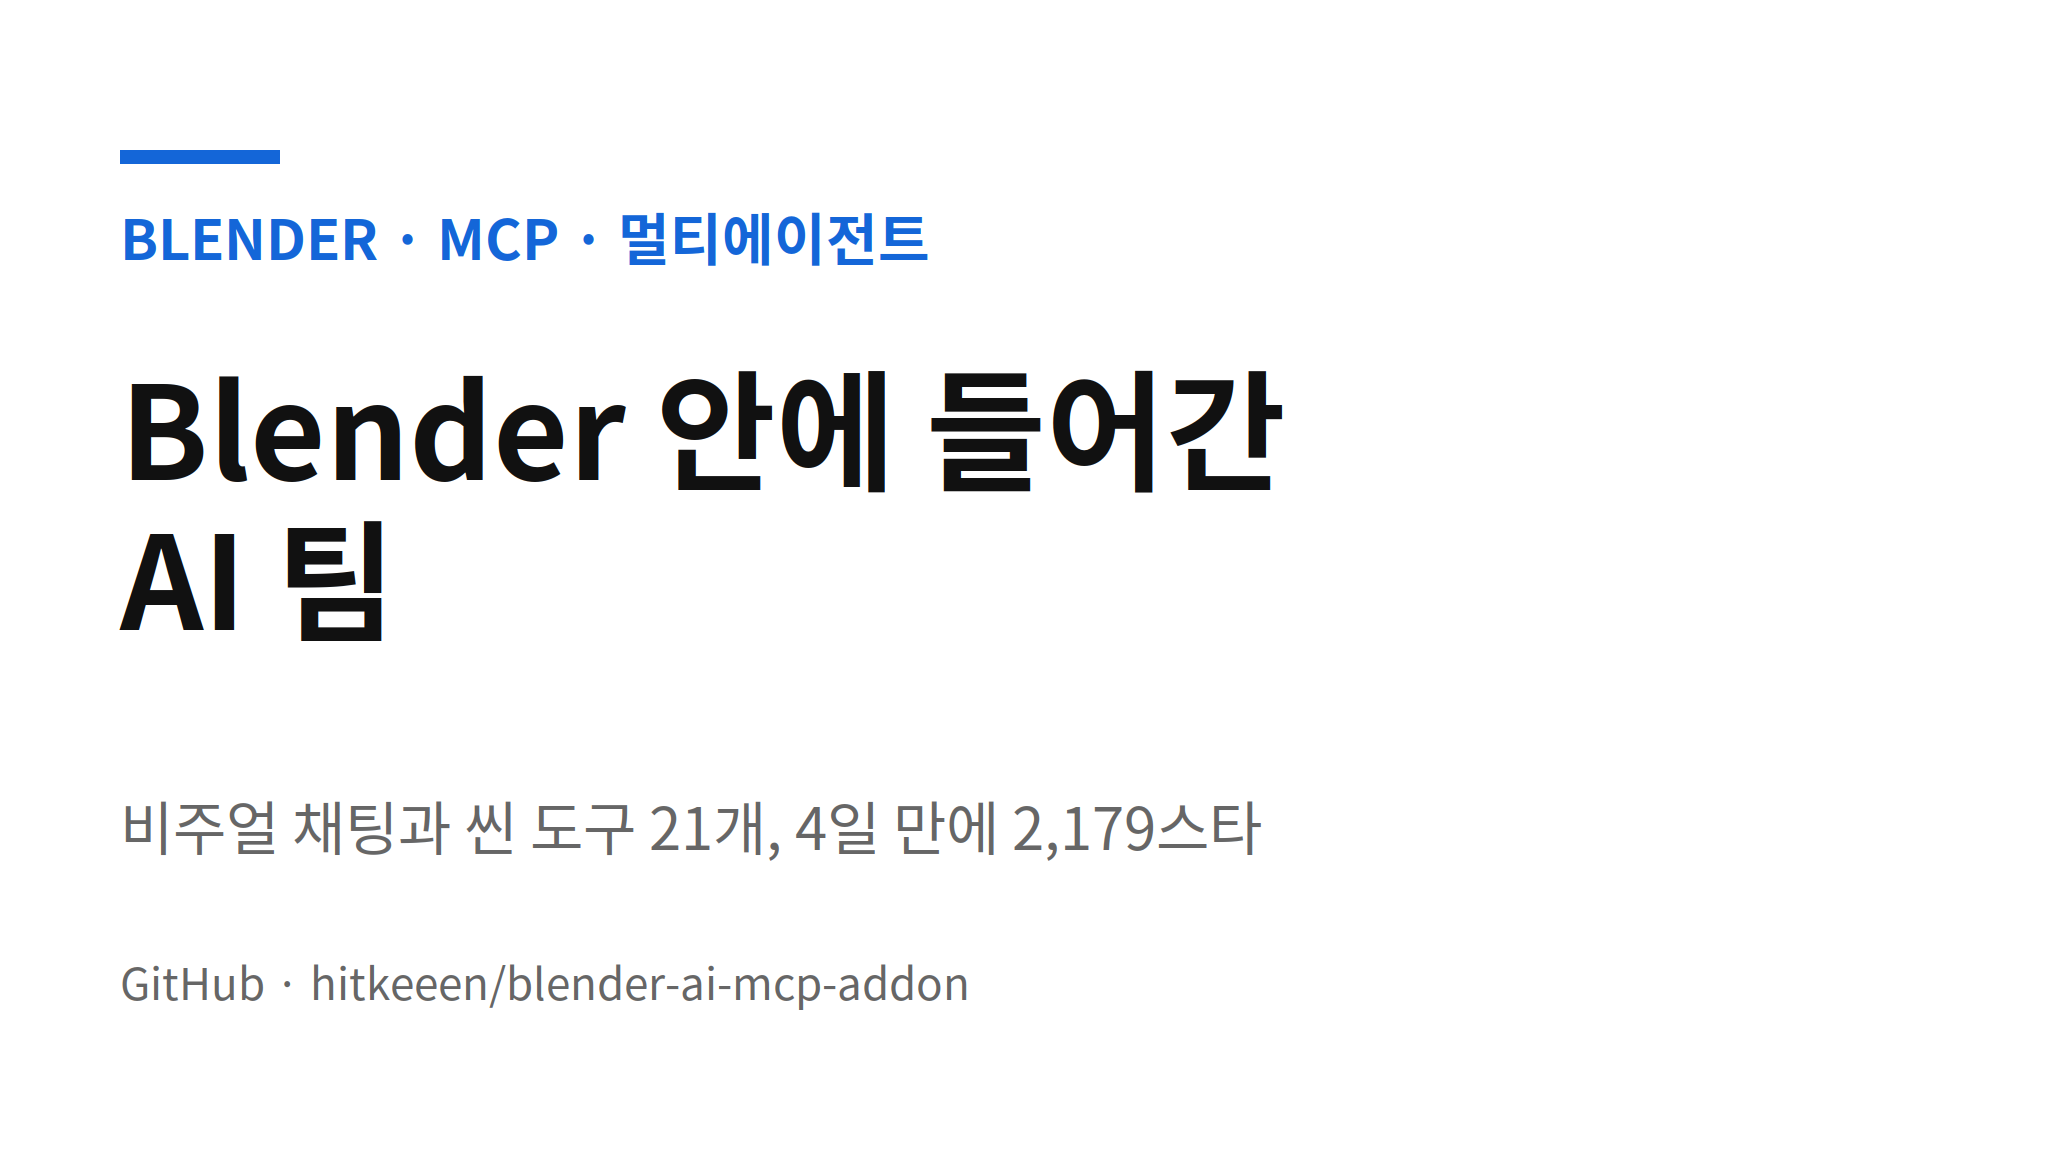 BLENDER · MCP · 멀티에이전트
Blender 안에 들어간
AI 팀
비주얼 채팅과 씬 도구 21개, 4일 만에 2,179스타
GitHub · hitkeeen/blender-ai-mcp-addon